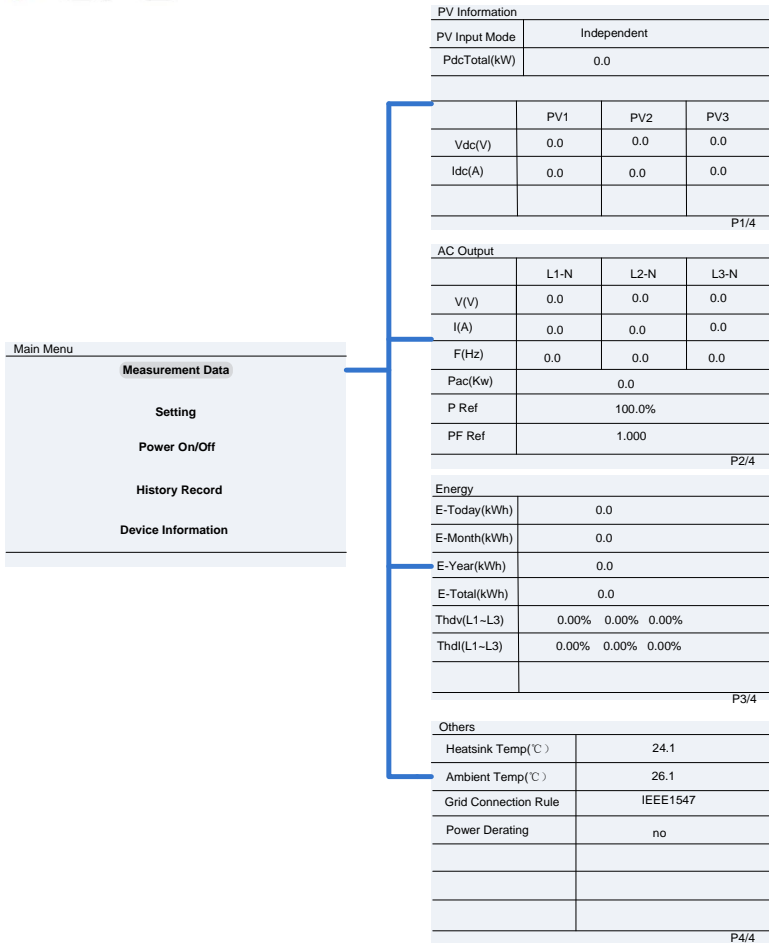 Main Menu
Measurement Data
Setting
Power On/Off
History Record
Device Information
PV Information
PV Input Mode Independent
PdcTotal(kW) 0.0
PV1 PV2 PV3
Vdc(V) 0.0 0.0 0.0
Idc(A) 0.0 0.0 0.0
P1/4
AC Output
L1-N L2-N L3-N
V(V) 0.0 0.0 0.0
I(A) 0.0 0.0 0.0
F(Hz) 0.0 0.0 0.0
Pac(Kw) 0.0
P Ref 100.0%
PF Ref 1.000
P2/4
Energy
E-Today(kWh) 0.0
E-Month(kWh) 0.0
E-Year(kWh) 0.0
E-Total(kWh) 0.0
Thdv(L1~L3) 0.00% 0.00% 0.00%
ThdI(L1~L3) 0.00% 0.00% 0.00%
P3/4
Others
Heatsink Temp(℃） 24.1
Ambient Temp(℃） 26.1
Grid Connection Rule IEEE1547
Power Derating no
P4/4